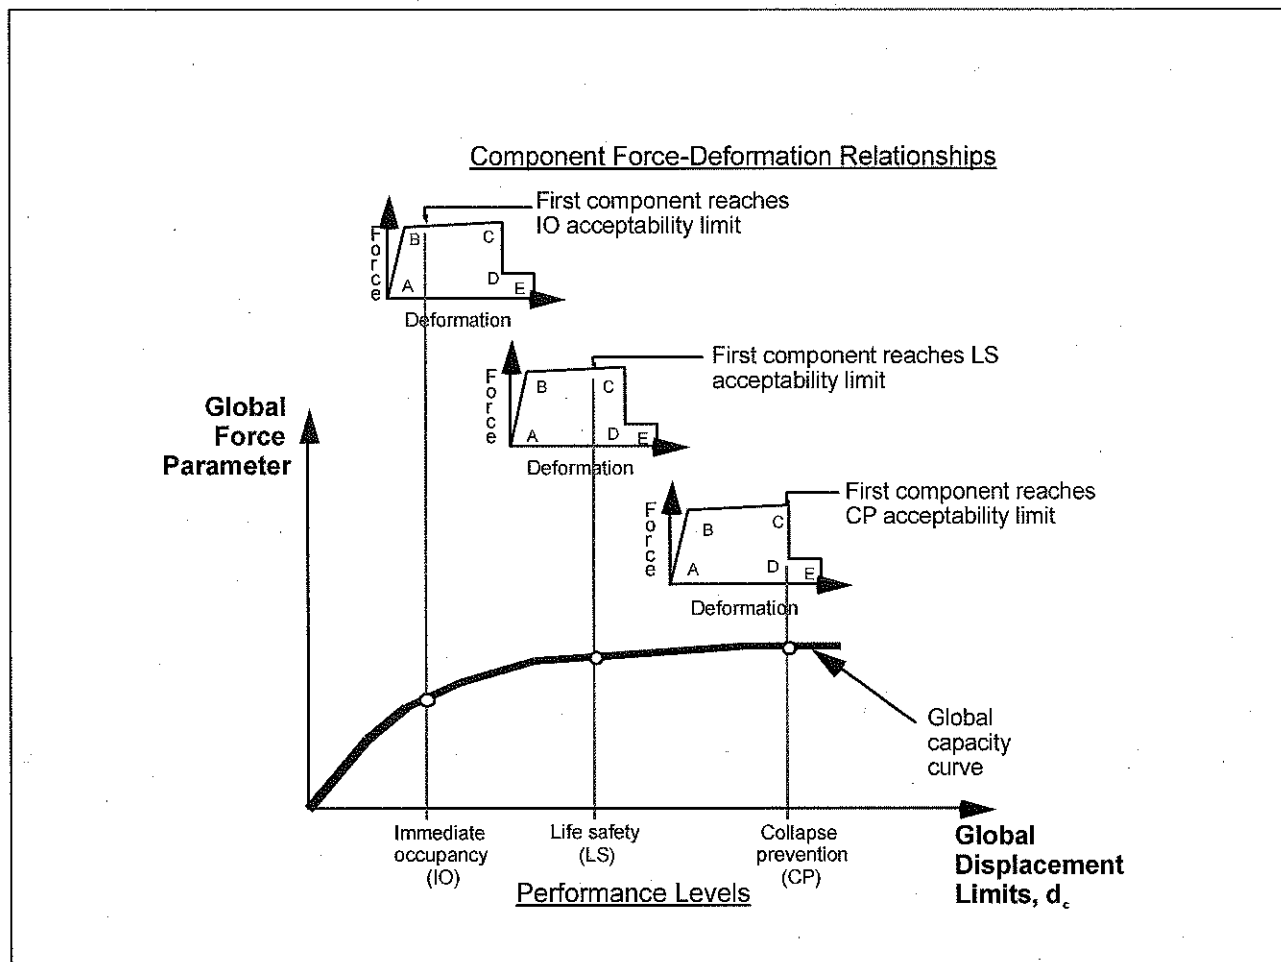 Component Force-Deformation Relationships
First component reaches
IO acceptability limit
Force
B
C
A
D
E
Deformation
First component reaches LS
acceptability limit
Force
B
C
A
D
E
Deformation
First component reaches
CP acceptability limit
Force
B
C
A
D
E
Deformation
Global
Force
Parameter
Global
capacity
curve
Immediate
occupancy
(IO)
Life safety
(LS)
Collapse
prevention
(CP)
Global
Displacement
Limits, dc
Performance Levels